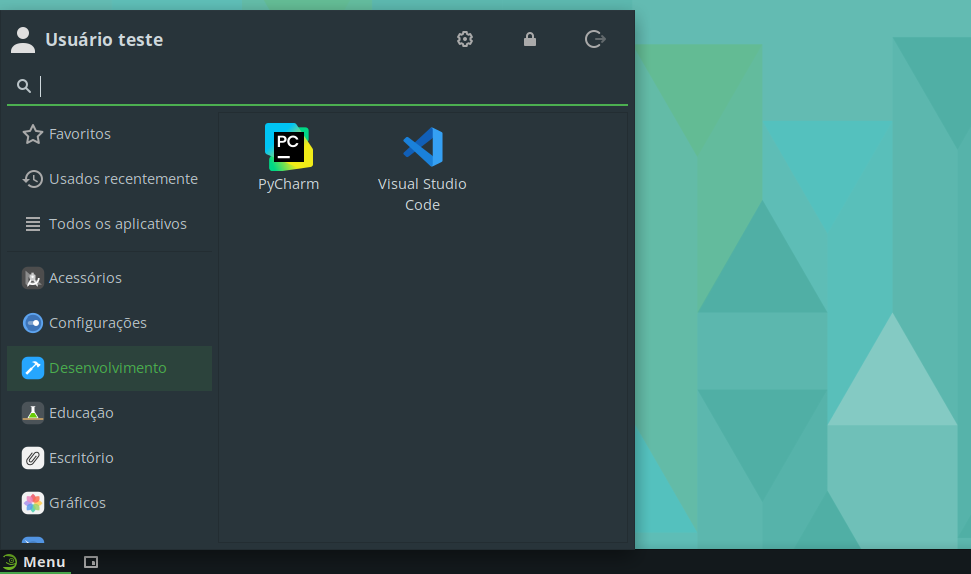 Usuário teste
Favoritos
Usados recentemente
Todos os aplicativos
Acessórios
Configurações
Desenvolvimento
Educação
Escritório
Gráficos
PC
PyCharm
Visual Studio
Code
Menu